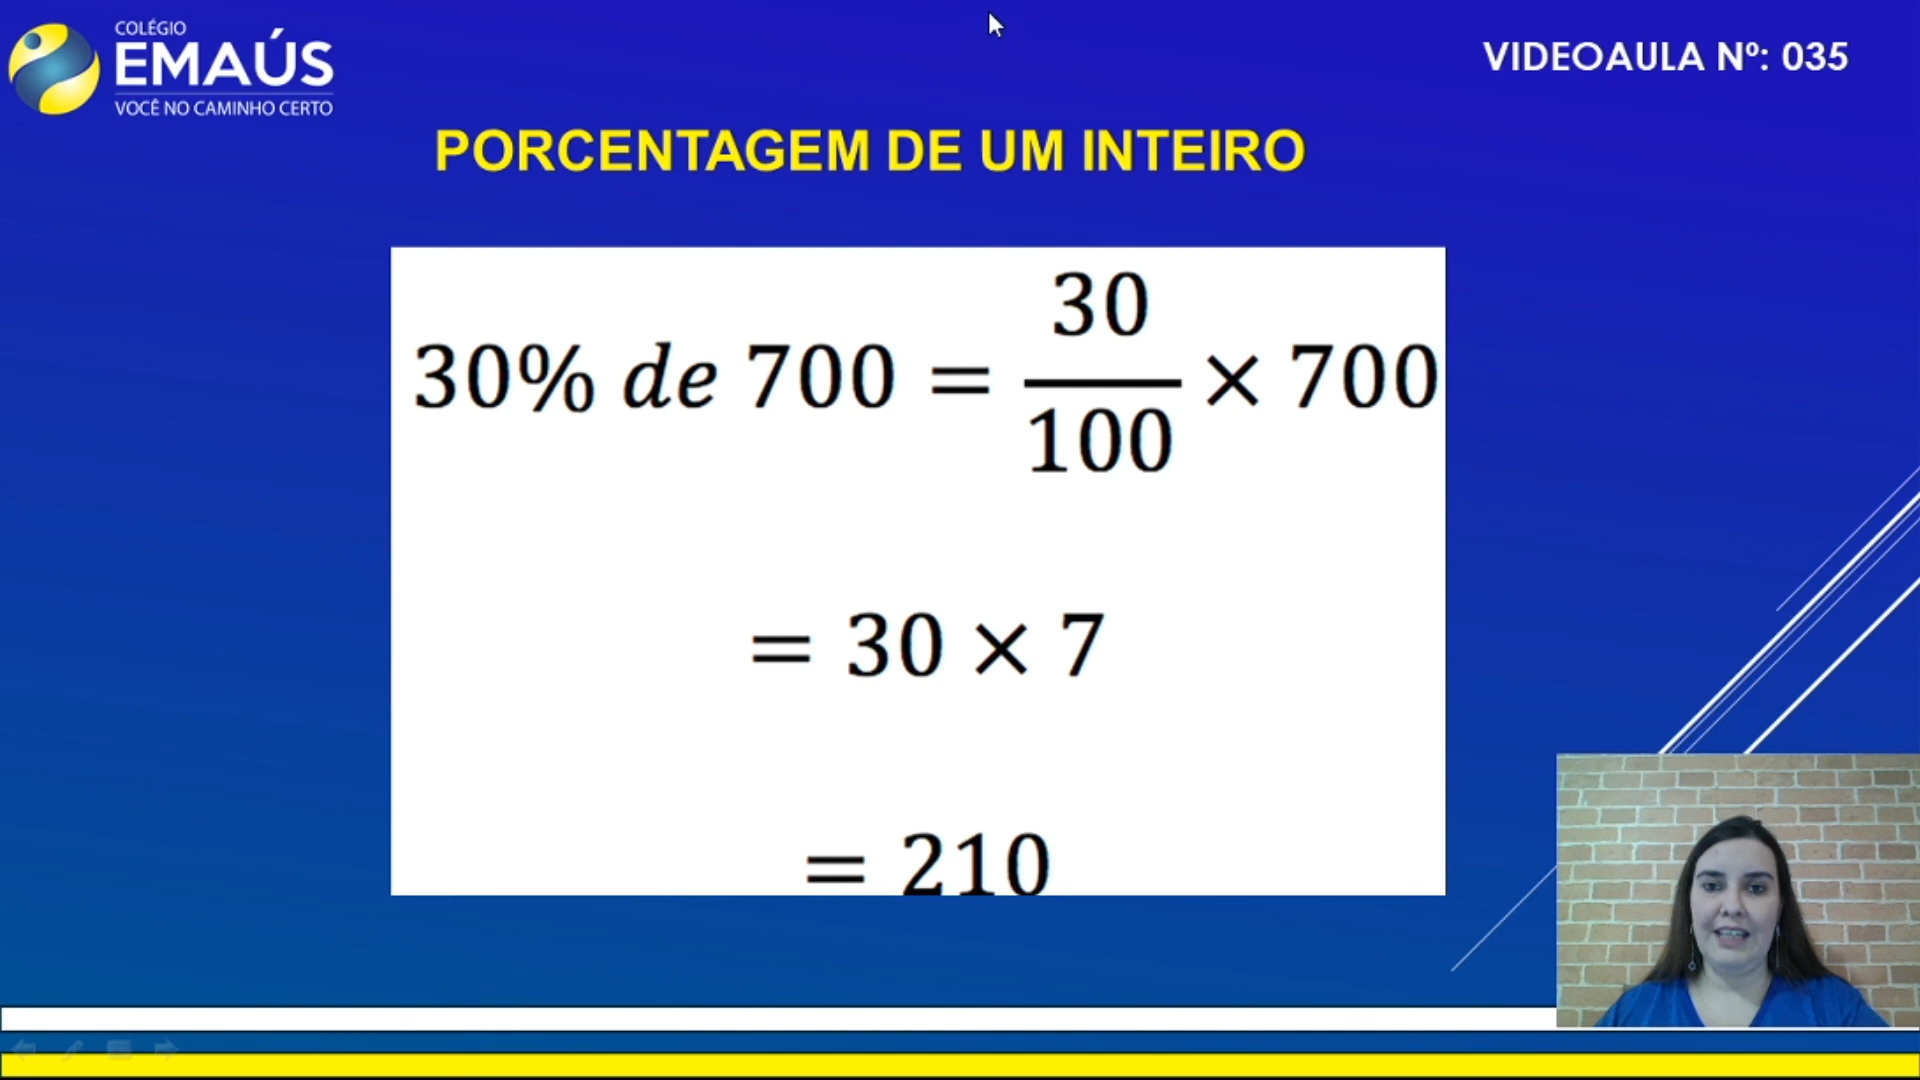 COLÉGIO
EMAÚS
VOCÊ NO CAMINHO CERTO
VIDEOAULA Nº: 035
PORCENTAGEM DE UM INTEIRO
30% de 700 = 30/100 × 700
= 30 × 7
= 210